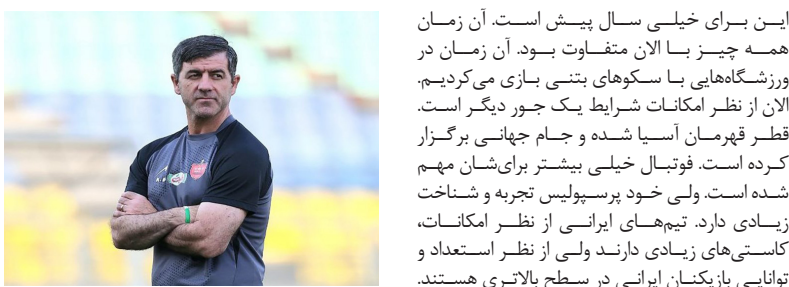 این برای خیلی سال پیش است. آن زمان
همه چیز با الان متفاوت بود. آن زمان در
ورزشگاه‌هایی با سکوهای بتنی بازی می‌کردیم.
الان از نظر امکانات شرایط یک جور دیگر است.
قطر قهرمان آسیا شده و جام جهانی برگزار
کرده است. فوتبال خیلی بیشتر برای‌شان مهم
شده است. ولی خود پرسپولیس تجربه و شناخت
زیادی دارد. تیم‌های ایرانی از نظر امکانات،
کاستی‌های زیادی دارند ولی از نظر استعداد و
توانایی بازیکنان ایرانی در سطح بالاتری هستند.